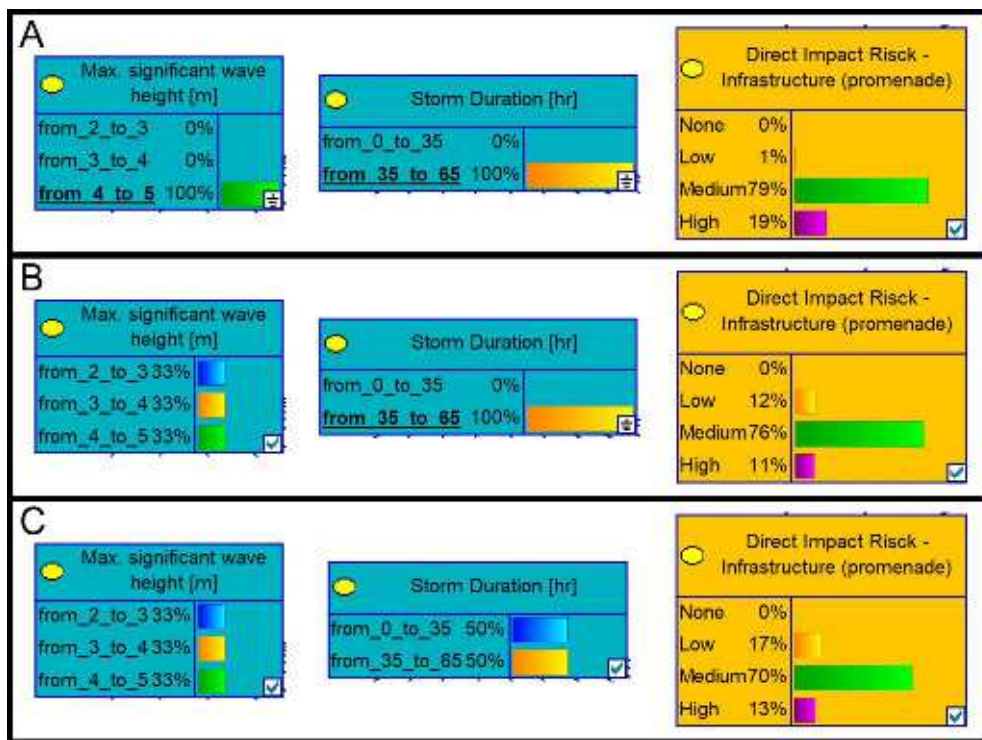 A
Max. significant wave
height [m]
from_2_to_3 0%
from_3_to_4 0%
from_4_to_5 100%
Storm Duration [hr]
from_0_to_35 0%
from_35_to_65 100%
Direct Impact Risck -
Infrastructure (promenade)
None 0%
Low 1%
Medium 79%
High 19%
B
Max. significant wave
height [m]
from_2_to_3 33%
from_3_to_4 33%
from_4_to_5 33%
Storm Duration [hr]
from_0_to_35 0%
from_35_to_65 100%
Direct Impact Risck -
Infrastructure (promenade)
None 0%
Low 12%
Medium 76%
High 11%
C
Max. significant wave
height [m]
from_2_to_3 33%
from_3_to_4 33%
from_4_to_5 33%
Storm Duration [hr]
from_0_to_35 50%
from_35_to_65 50%
Direct Impact Risck -
Infrastructure (promenade)
None 0%
Low 17%
Medium 70%
High 13%